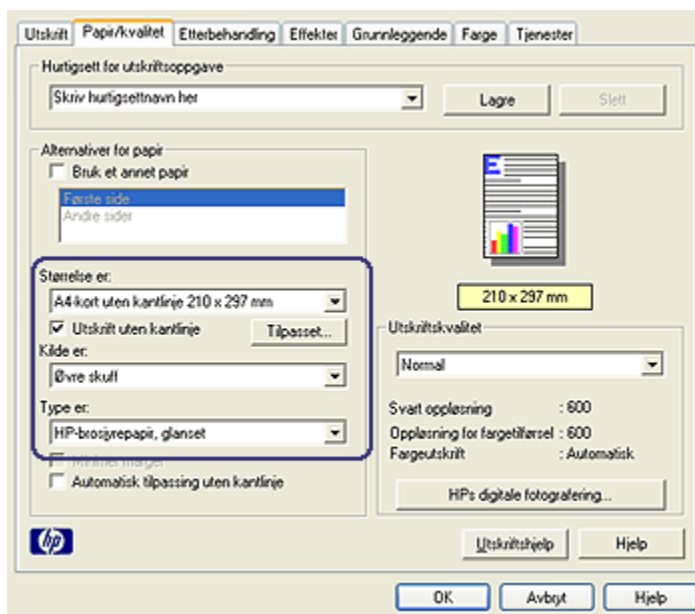 Utskrift Papir/kvalitet Etterbehandling Effekter Grunnleggende Farge Tjenester
Hurtigsett for utskriftsoppgave
Skriv hurtigsettnavn her
Lagre
Slett
Alternativer for papir
Bruk et annet papir
Første side
Andre sider
Størrelse er:
A4-kort uten kantlinje 210 x 297 mm
Utskrift uten kantlinje
Tilpasset...
Kilde er:
Øvre skuff
Type er:
HP-brosjyrepapir, glanset
Minimer marger
Automatisk tilpassing uten kantlinje
E
210 x 297 mm
Utskriftskvalitet
Normal
Svart oppløsning : 600
Oppløsning for fargetilførsel : 600
Fargeutskrift : Automatisk
HPs digitale fotografering...
hp
Utskriftshjelp
Hjelp
OK
Avbryt
Hjelp